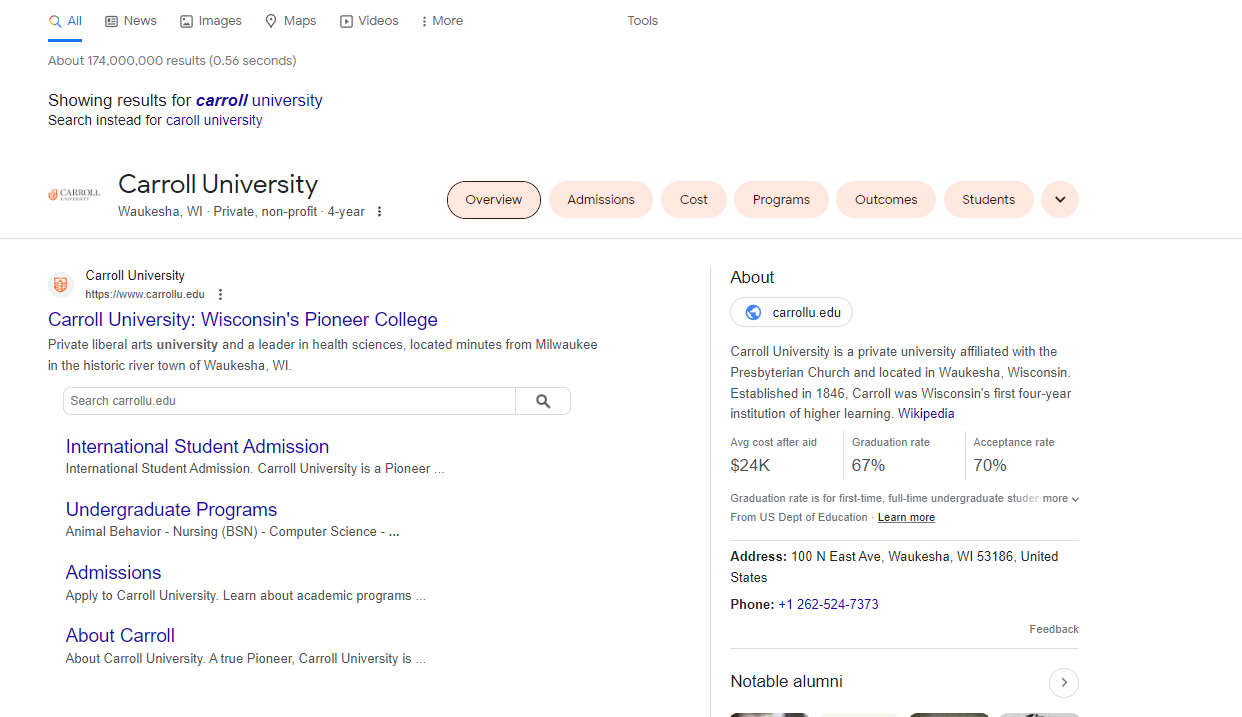 All News Images Maps Videos More Tools
About 174,000,000 results (0.56 seconds)
Showing results for carroll university
Search instead for caroll university
CARROLL
UNIVERSITY
Carroll University
Waukesha, WI · Private, non-profit · 4-year
Overview Admissions Cost Programs Outcomes Students
Carroll University
https://www.carrollu.edu
Carroll University: Wisconsin's Pioneer College
Private liberal arts university and a leader in health sciences, located minutes from Milwaukee
in the historic river town of Waukesha, WI.
Search carrollu.edu
International Student Admission
International Student Admission. Carroll University is a Pioneer ...
Undergraduate Programs
Animal Behavior - Nursing (BSN) - Computer Science - ...
Admissions
Apply to Carroll University. Learn about academic programs ...
About Carroll
About Carroll University. A true Pioneer, Carroll University is ...
About
carrollu.edu
Carroll University is a private university affiliated with the
Presbyterian Church and located in Waukesha, Wisconsin.
Established in 1846, Carroll was Wisconsin's first four-year
institution of higher learning. Wikipedia
Avg cost after aid Graduation rate Acceptance rate
$24K 67% 70%
Graduation rate is for first-time, full-time undergraduate studen more
From US Dept of Education · Learn more
Address: 100 N East Ave, Waukesha, WI 53186, United
States
Phone: +1 262-524-7373
Feedback
Notable alumni